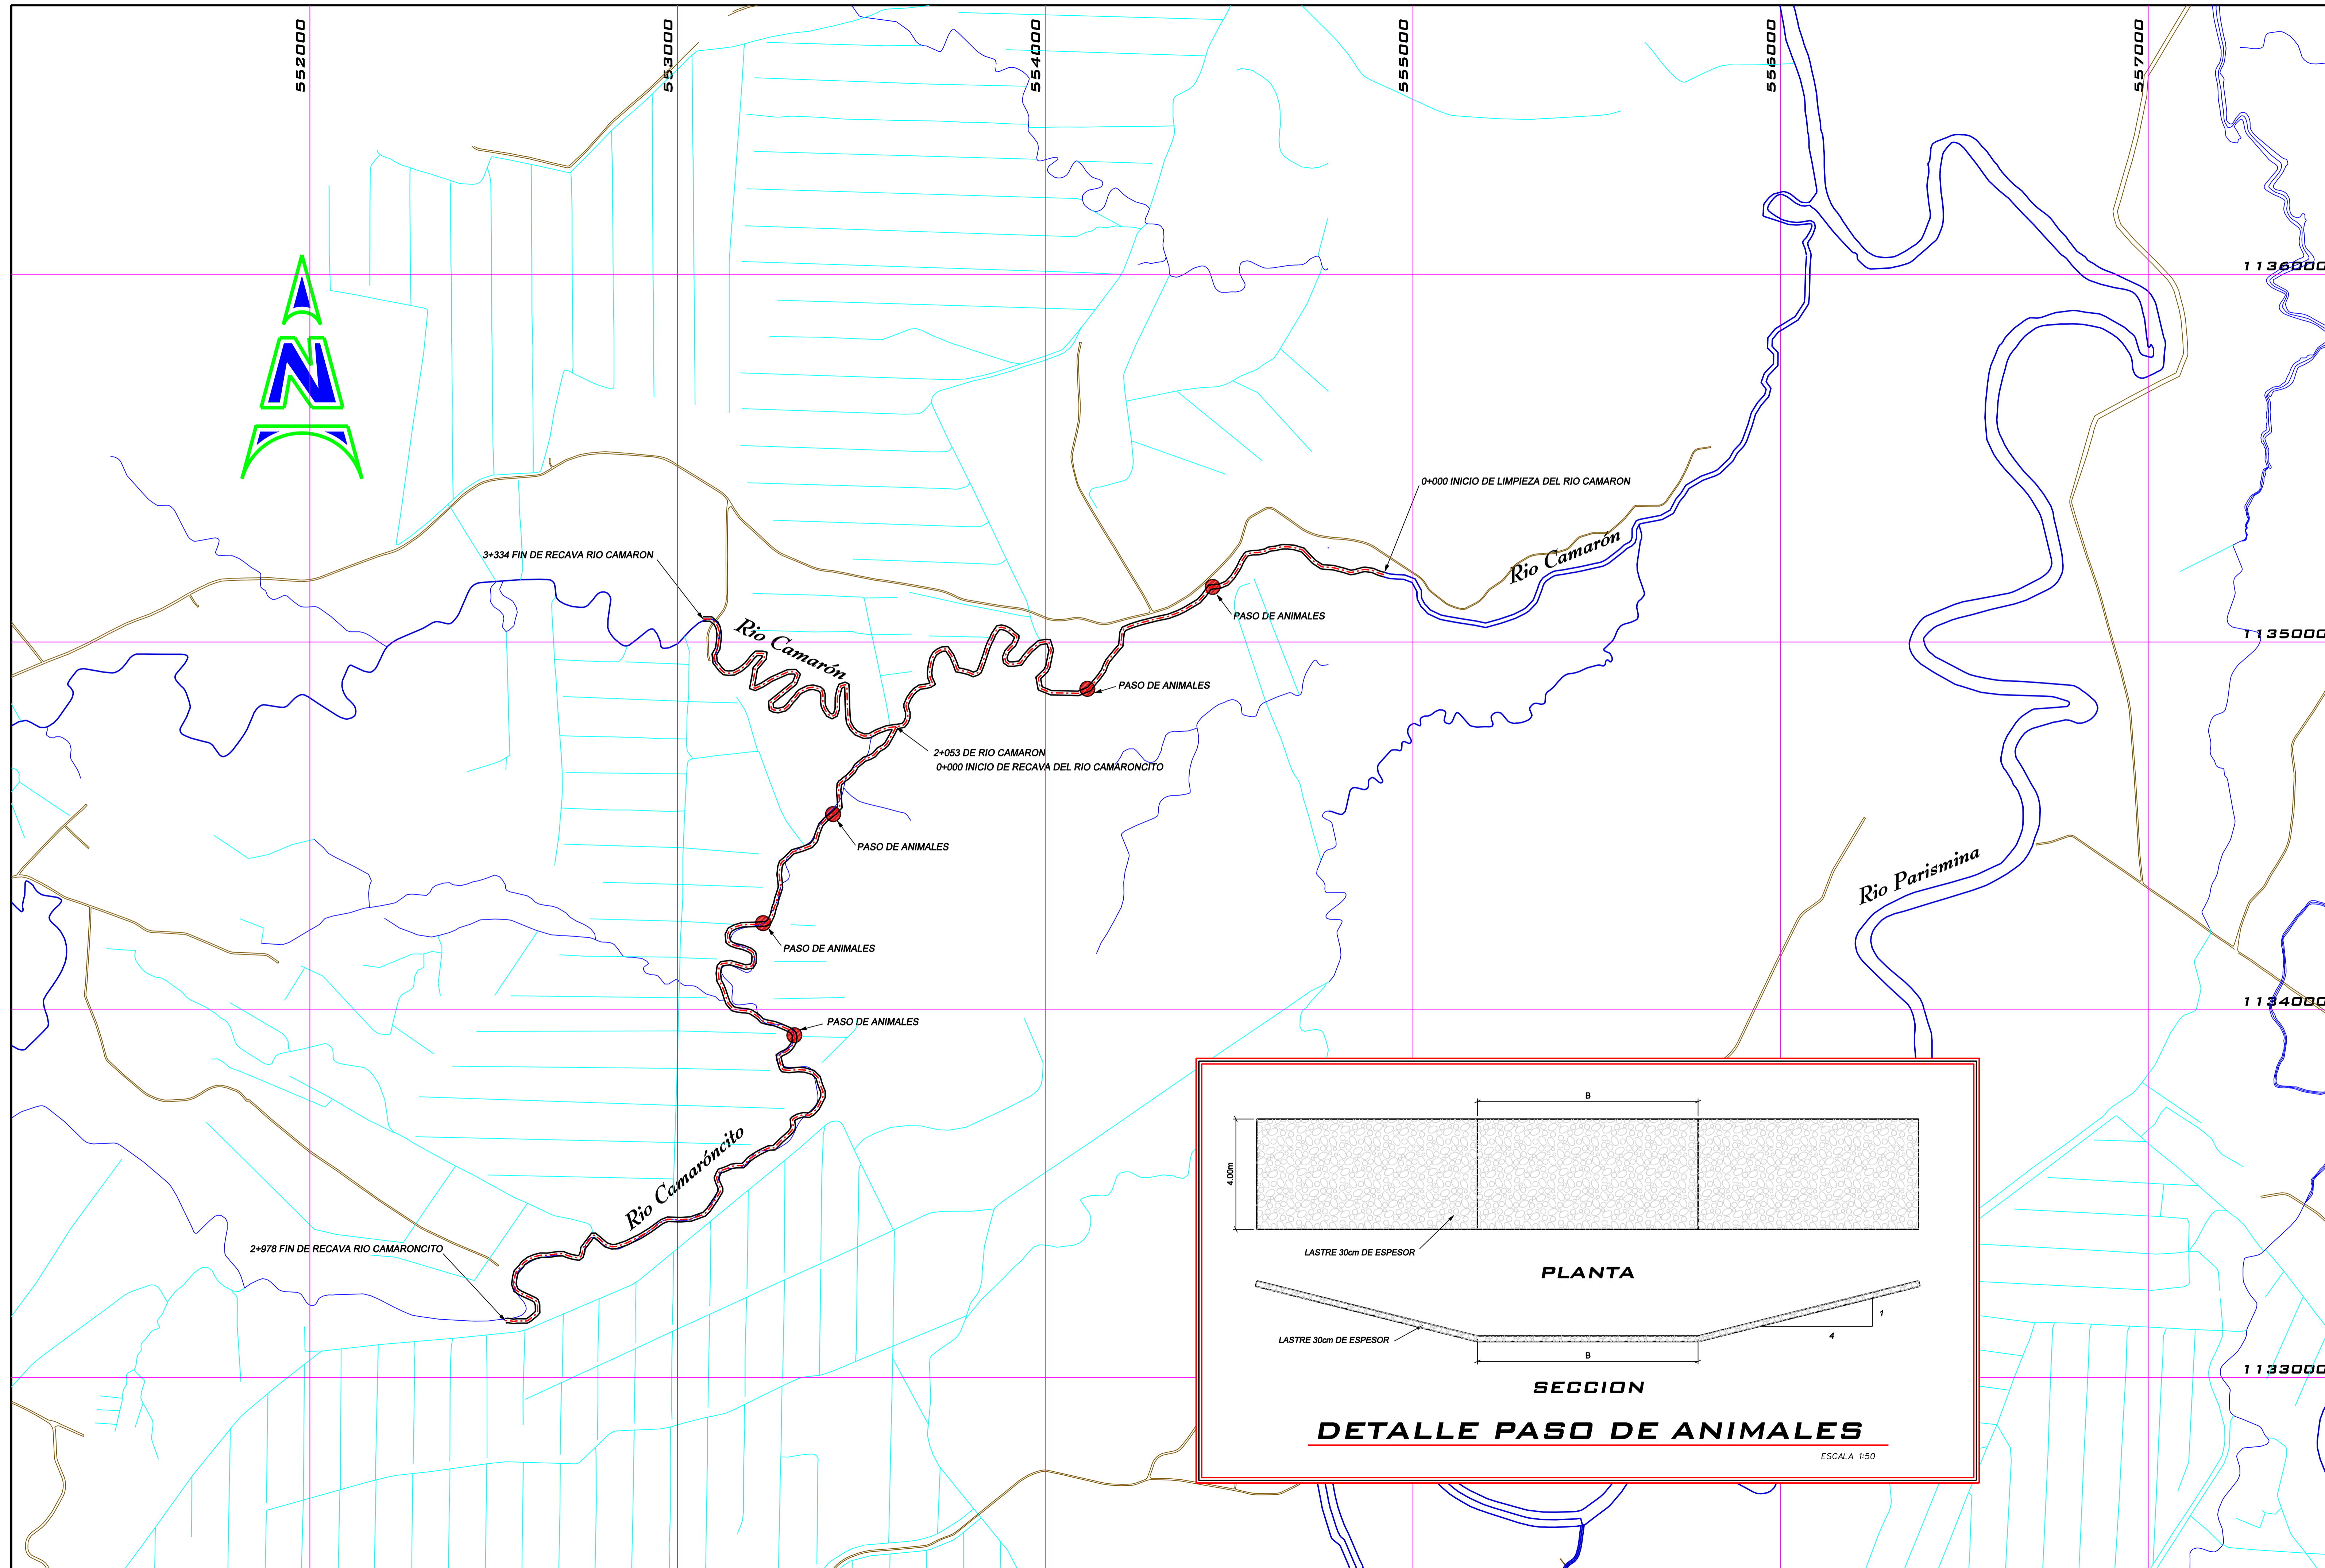 552000
553000
554000
555000
556000
557000
1136000
N
0+000 INICIO DE LIMPIEZA DEL RIO CAMARON
Rio Camarón
3+334 FIN DE RECAVA RIO CAMARON
PASO DE ANIMALES
Rio Camarón
1135000
PASO DE ANIMALES
2+053 DE RIO CAMARON
0+000 INICIO DE RECAVA DEL RIO CAMARONCITO
PASO DE ANIMALES
Rio Parismina
PASO DE ANIMALES
1134000
PASO DE ANIMALES
Rio Camaróncito
2+978 FIN DE RECAVA RIO CAMARONCITO
B
4.00m
LASTRE 30cm DE ESPESOR
PLANTA
1
4
LASTRE 30cm DE ESPESOR
B
1133000
SECCION
DETALLE PASO DE ANIMALES
ESCALA 1:50